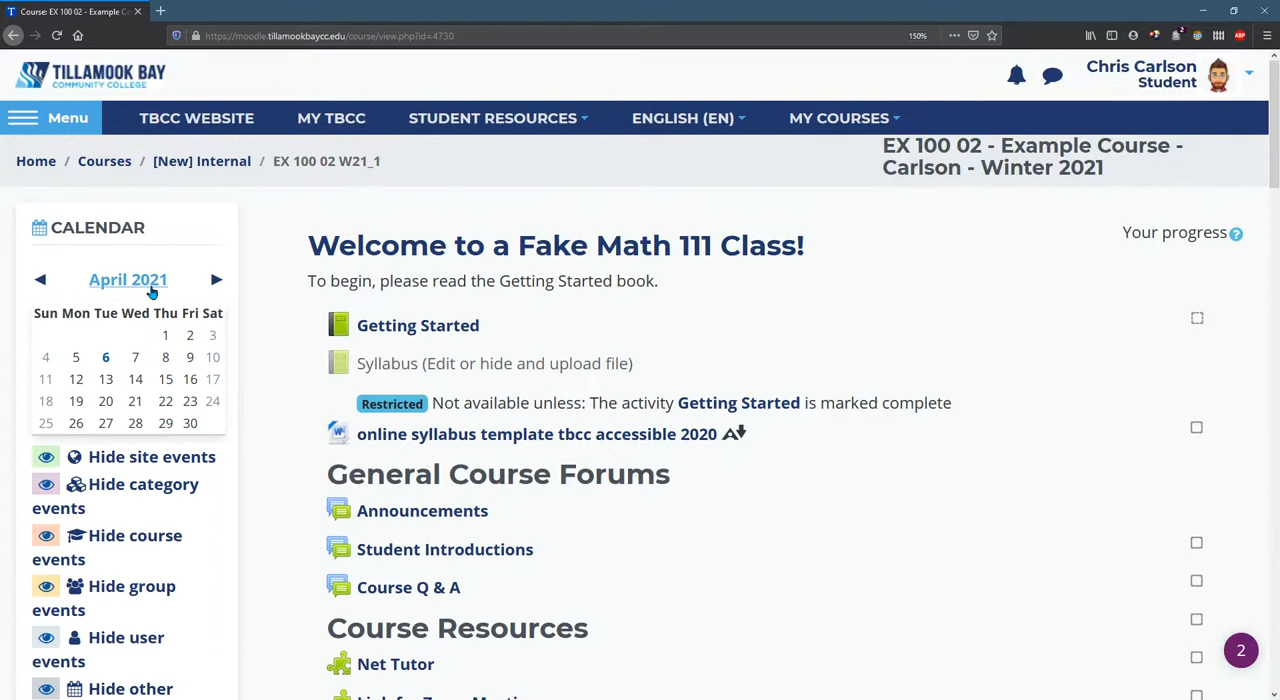 Course: EX 100 02 - Example Co
https://moodle.tillamookbaycc.edu/course/view.php?id=4730
150%
2
ABP
TILLAMOOK BAY
COMMUNITY COLLEGE
Chris Carlson
Student
Menu
TBCC WEBSITE
MY TBCC
STUDENT RESOURCES
ENGLISH (EN)
MY COURSES
Home / Courses / [New] Internal / EX 100 02 W21_1
EX 100 02 - Example Course -
Carlson - Winter 2021
CALENDAR
◄ April 2021 ►
Sun Mon Tue Wed Thu Fri Sat
1 2 3
4 5 6 7 8 9 10
11 12 13 14 15 16 17
18 19 20 21 22 23 24
25 26 27 28 29 30
Hide site events
Hide category
events
Hide course
events
Hide group
events
Hide user
events
Hide other
Welcome to a Fake Math 111 Class!
Your progress
To begin, please read the Getting Started book.
Getting Started
Syllabus (Edit or hide and upload file)
Restricted Not available unless: The activity Getting Started is marked complete
online syllabus template tbcc accessible 2020
General Course Forums
Announcements
Student Introductions
Course Q & A
Course Resources
Net Tutor
2